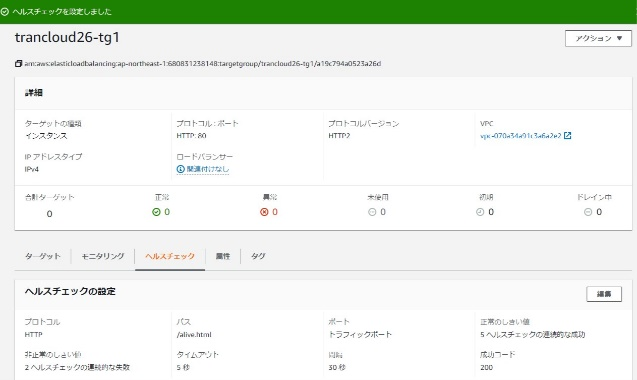 ヘルスチェックを設定しました
trancloud26-tg1
アクション ▼
arn:aws:elasticloadbalancing:ap-northeast-1:680831238148:targetgroup/trancloud26-tg1/a19c794a0523a26d
詳細
ターゲットの種類 プロトコル : ポート プロトコルバージョン VPC
インスタンス HTTP: 80 HTTP2 vpc-070a34a91c3a6a2e2
IP アドレスタイプ ロードバランサー
IPv4 関連付けなし
合計ターゲット 正常 異常 未使用 初期 ドレイン中
0 0 0 0 0 0
ターゲット モニタリング ヘルスチェック 属性 タグ
ヘルスチェックの設定 編集
プロトコル パス ポート 正常のしきい値
HTTP /alive.html トラフィックポート 5 ヘルスチェックの連続的な成功
非正常のしきい値 タイムアウト 間隔 成功コード
2 ヘルスチェックの連続的な失敗 5 秒 30 秒 200